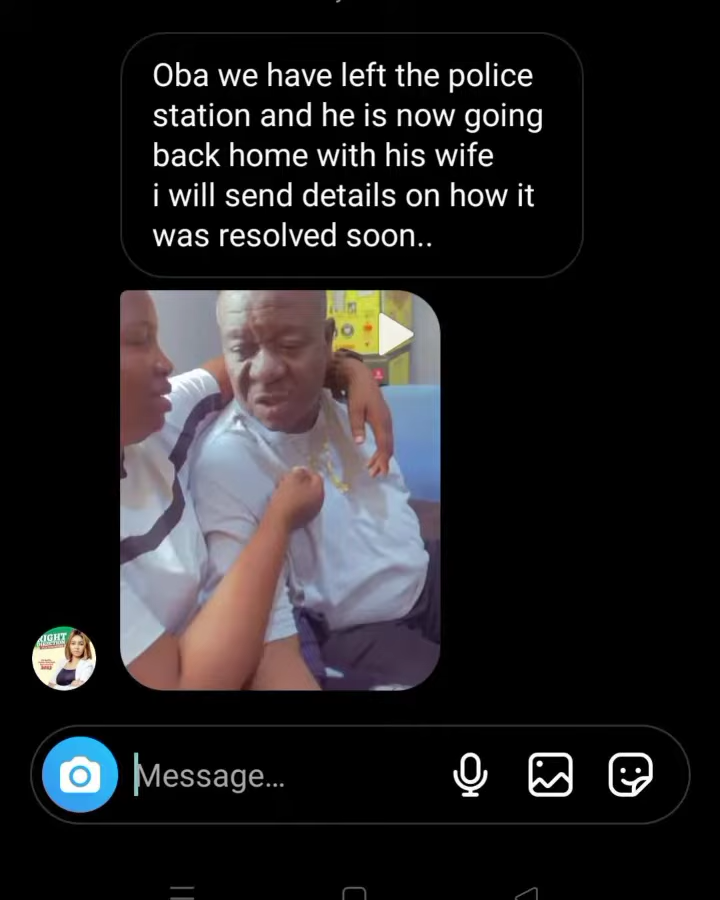 Oba we have left the police
station and he is now going
back home with his wife
i will send details on how it
was resolved soon..
RIGHT
Message...